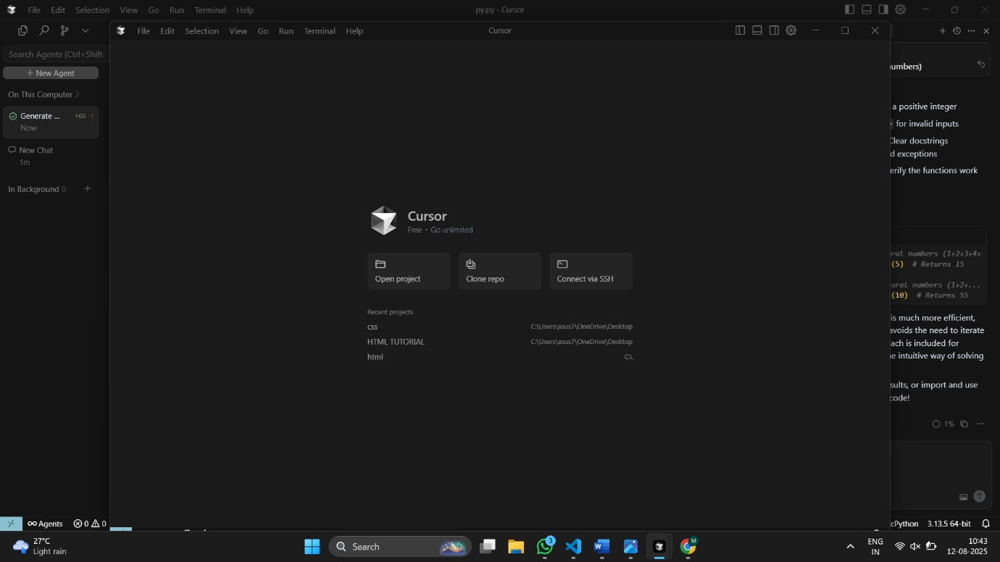 File Edit Selection View Go Run Terminal Help
py.py - Cursor
Search Agents (Ctrl+Shift
+ New Agent
On This Computer 2
Generate ... +65 -1
Now
New Chat
1m
In Background 0 +
File Edit Selection View Go Run Terminal Help
Cursor
Cursor
Free • Go unlimited
Open project
Clone repo
Connect via SSH
Recent projects
css C:\Users\asus7\OneDrive\Desktop
HTML TUTORIAL C:\Users\asus7\OneDrive\Desktop
html C:\
numbers)
a positive integer
for invalid inputs
Clear docstrings
d exceptions
erify the functions work
ural numbers (1+2+3+4+
(5) # Returns 15
ural numbers (1+2+...
(10) # Returns 55
is much more efficient,
avoids the need to iterate
ach is included for
e intuitive way of solving
sults, or import and use
code!
1%
Agents 0 0
cPython 3.13.5 64-bit
27°C
Light rain
Search
3
M
ENG
IN
10:43
12-08-2025